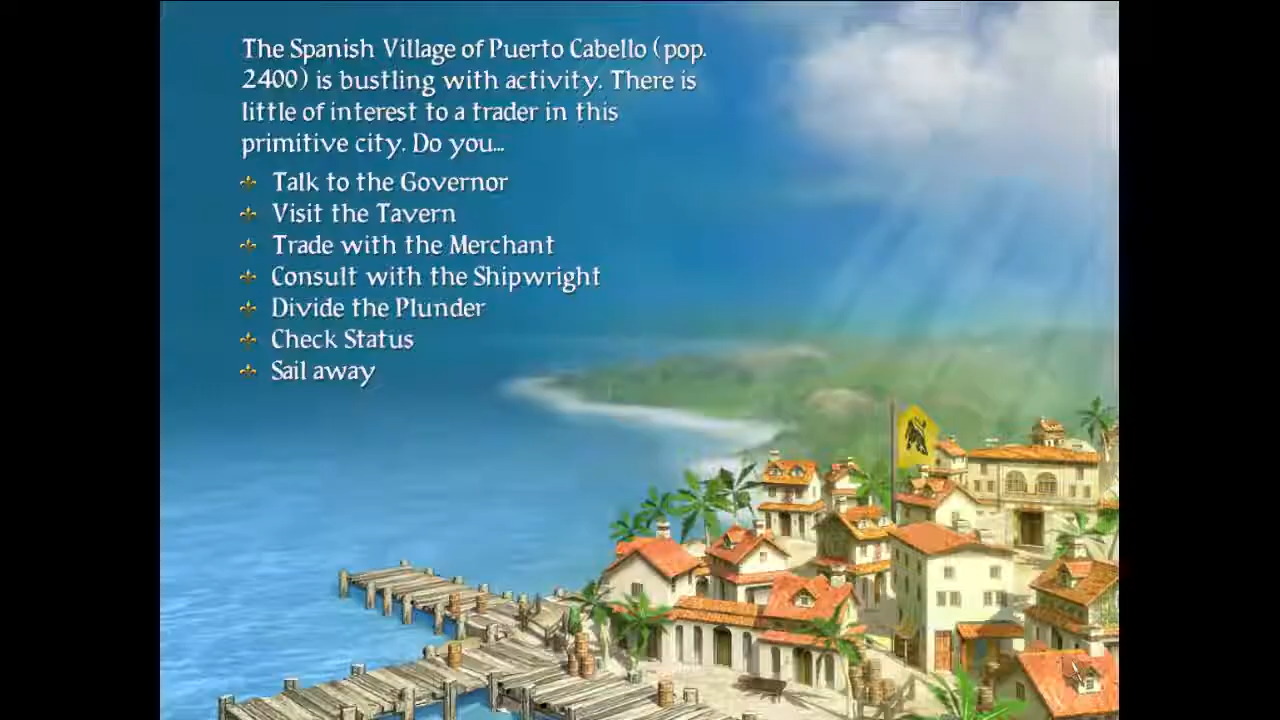 The Spanish Village of Puerto Cabello (pop.
2400) is bustling with activity. There is
little of interest to a trader in this
primitive city. Do you...
Talk to the Governor
Visit the Tavern
Trade with the Merchant
Consult with the Shipwright
Divide the Plunder
Check Status
Sail away